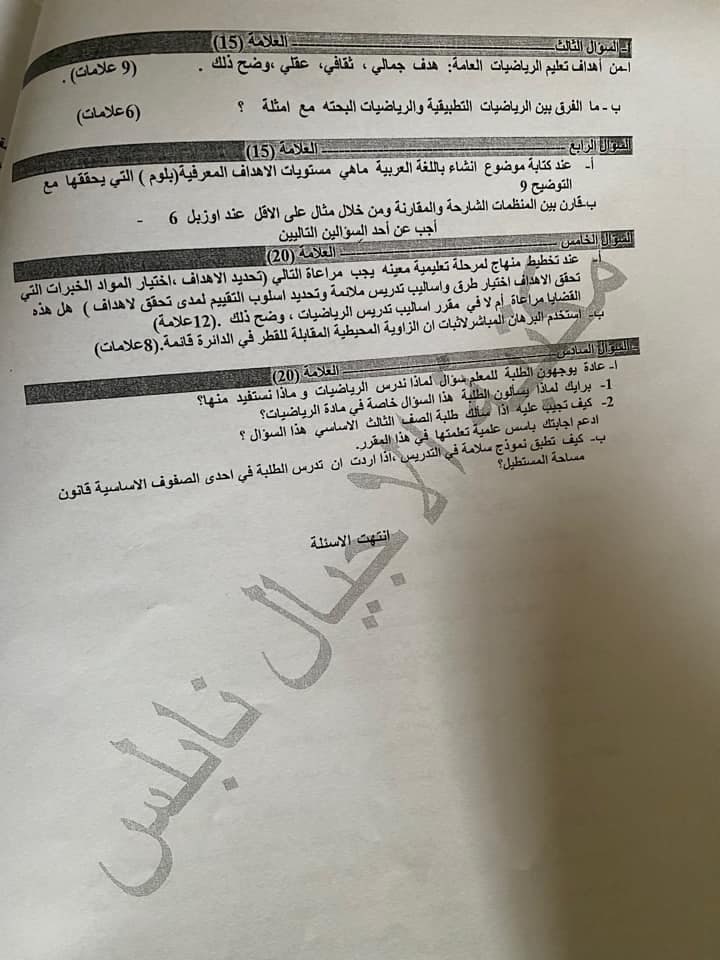 أ- السؤال الثالث ــــــــــــــــ العلامة (15)
ا-من أهداف تعليم الرياضيات العامة: هدف جمالي ، ثقافي، عقلي ،وضح ذلك . (9 علامات) .
ب - ما الفرق بين الرياضيات التطبيقية والرياضيات البحته مع امثلة ؟ (6علامات)
السؤال الرابع ــــــــــــــــ العلامة (15)
أ- عند كتابة موضوع انشاء باللغة العربية ماهي مستويات الاهداف المعرفية(بلوم ) التي يحققها مع
التوضيح 9
ب-قارن بين المنظمات الشارحة والمقارنة ومن خلال مثال على الاقل عند اوزبل 6 -
أجب عن أحد السؤالين التاليين
السؤال الخامس ــــــــــــــــ العلامة (20)
أ- عند تخطيط منهاج لمرحلة تعليمية معينه يجب مراعاة التالي (تحديد الاهداف ،اختيار المواد الخبرات التي
تحقق الاهداف اختيار طرق واساليب تدريس ملائمة وتحديد اسلوب التقييم لمدى تحقق لاهداف ) هل هذه
القضايا مراعاة أم لا في مقرر اساليب تدريس الرياضيات ، وضح ذلك .(12علامة)
ب- استخدم البرهان المباشرلاثبات ان الزاوية المحيطية المقابلة للقطر في الدائرة قائمة.(8علامات)
السؤال السادس ــــــــــــــــ العلامة (20)
ا- عادة يوجهون الطلبة للمعلم سؤال لماذا ندرس الرياضيات و ماذا نستفيد منها؟
1- برايك لماذا يسألون الطلبة هذا السؤال خاصة في مادة الرياضيات؟
2- كيف تجيب عليه اذا سالك طلبة الصف الثالث الاساسي هذا السؤال ؟
ادعم اجابتك باسس علمية تعلمتها في هذا المقرر.
ب- كيف تطبق نموذج سلامة في التدريس ،اذا اردت ان تدرس الطلبة في احدى الصفوف الاساسية قانون
مساحة المستطيل؟
انتهت الاسئلة
مكتبة الاجيال نابلس